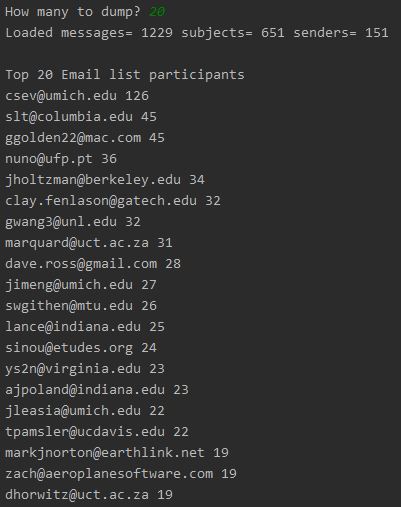 How many to dump? 20
Loaded messages= 1229 subjects= 651 senders= 151
Top 20 Email list participants
csev@umich.edu 126
slt@columbia.edu 45
ggolden22@mac.com 45
nuno@ufp.pt 36
jholtzman@berkeley.edu 34
clay.fenlason@gatech.edu 32
gwang3@unl.edu 32
marquard@uct.ac.za 31
dave.ross@gmail.com 28
jimeng@umich.edu 27
swgithen@mtu.edu 26
lance@indiana.edu 25
sinou@etudes.org 24
ys2n@virginia.edu 23
ajpoland@indiana.edu 23
jleasia@umich.edu 22
tpamsler@ucdavis.edu 22
markjnorton@earthlink.net 19
zach@aeroplanesoftware.com 19
dhorwitz@uct.ac.za 19